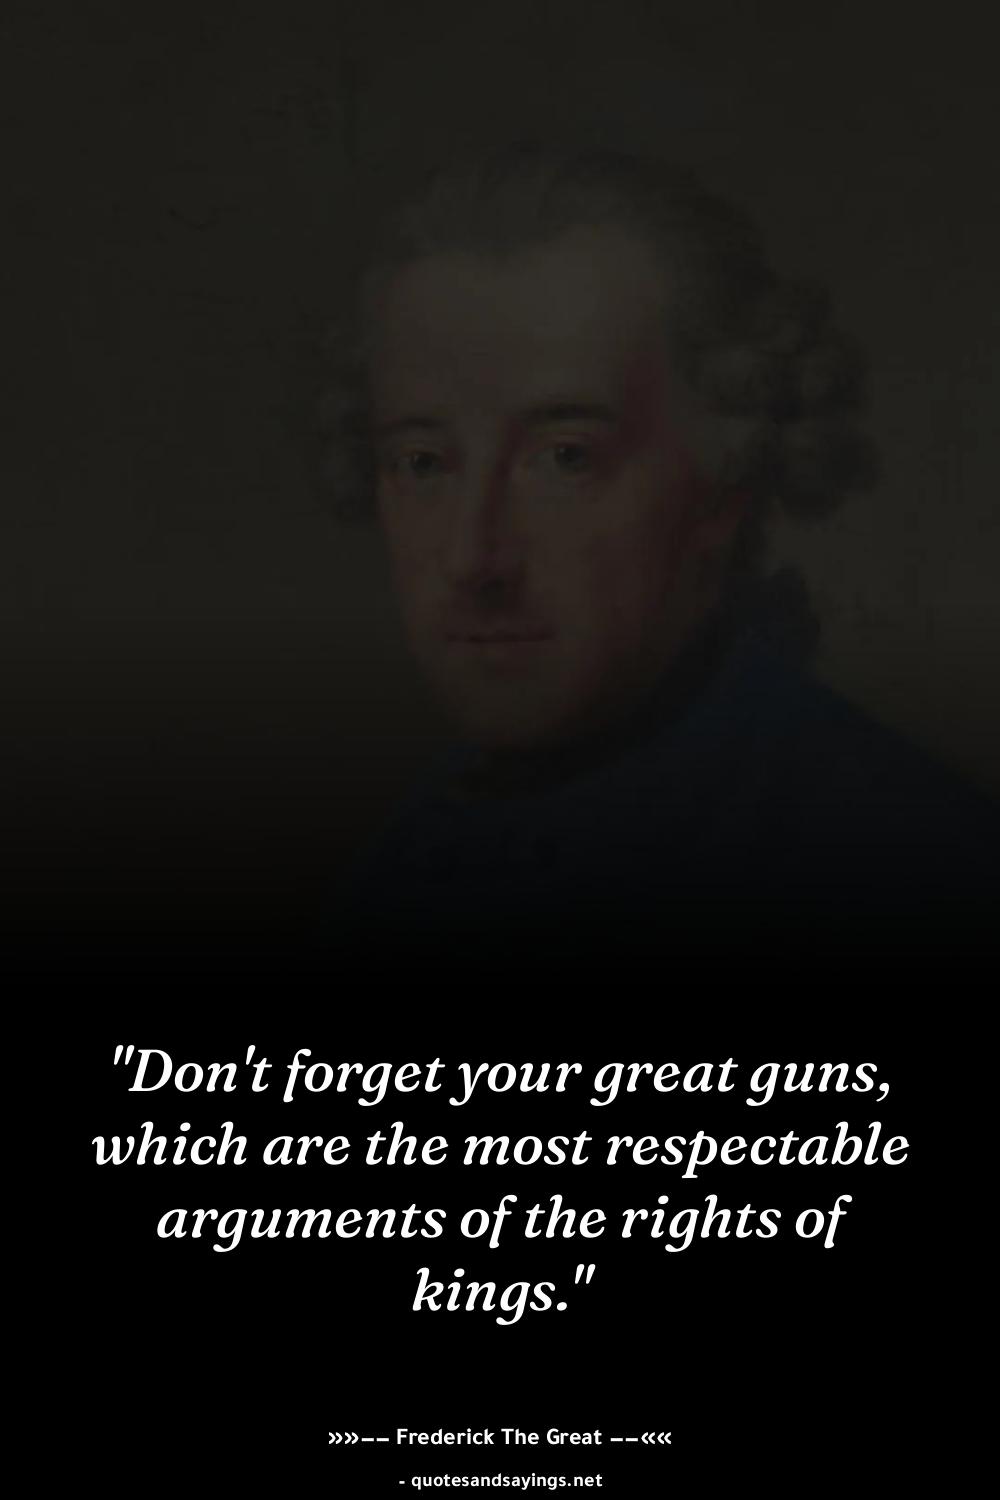 "Don't forget your great guns,
which are the most respectable
arguments of the rights of
kings."
»»–– Frederick The Great ––««
- quotesandsayings.net